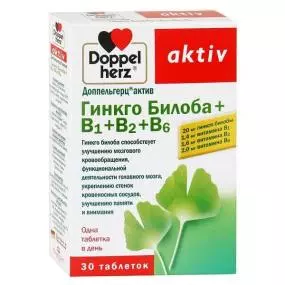 Doppel
herz®
aktiv
Доппельгерц® актив
Гинкго Билоба+
B1+B2+B6
20 мг гинкго билобы
1,4 мг витамина B1
1,6 мг витамина B2
2,0 мг витамина B6
Гинкго билоба способствует
улучшению мозгового
кровообращения,
функциональной
деятельности головного мозга,
укреплению стенок
кровеносных сосудов,
улучшению памяти
и внимания
Одна
таблетка
в день
30 таблеток